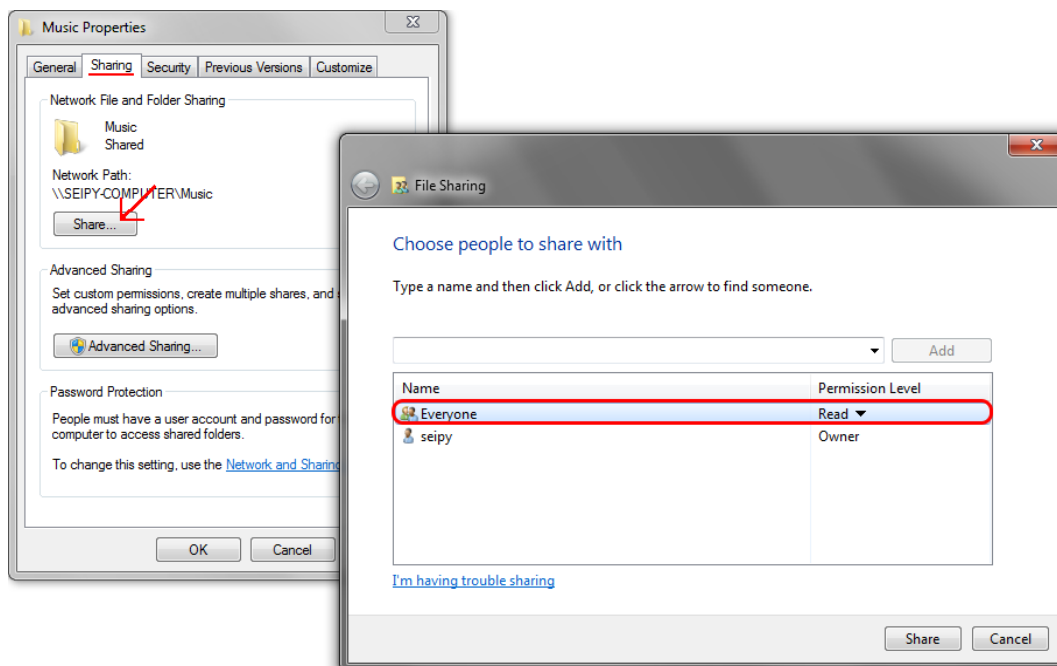 Music Properties
General Sharing Security Previous Versions Customize
Network File and Folder Sharing
Music
Shared
Network Path:
\\SEIPY-COMPUTER\Music
Share...
Advanced Sharing
Set custom permissions, create multiple shares, and
advanced sharing options.
Advanced Sharing...
Password Protection
People must have a user account and password for
computer to access shared folders.
To change this setting, use the Network and Sharing
OK Cancel
File Sharing
Choose people to share with
Type a name and then click Add, or click the arrow to find someone.
Add
Name Permission Level
Everyone Read
seipy Owner
I'm having trouble sharing
Share Cancel